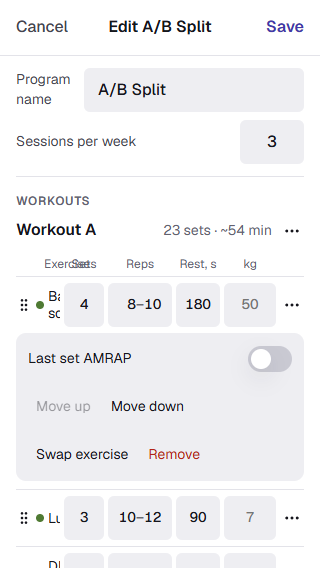 Cancel
Edit A/B Split
Save
Program name
A/B Split
Sessions per week
3
WORKOUTS
Workout A
23 sets · ~54 min
Exercise Sets Reps Rest, s kg
4 8–10 180 50
Last set AMRAP
Move up Move down
Swap exercise Remove
3 10–12 90 7